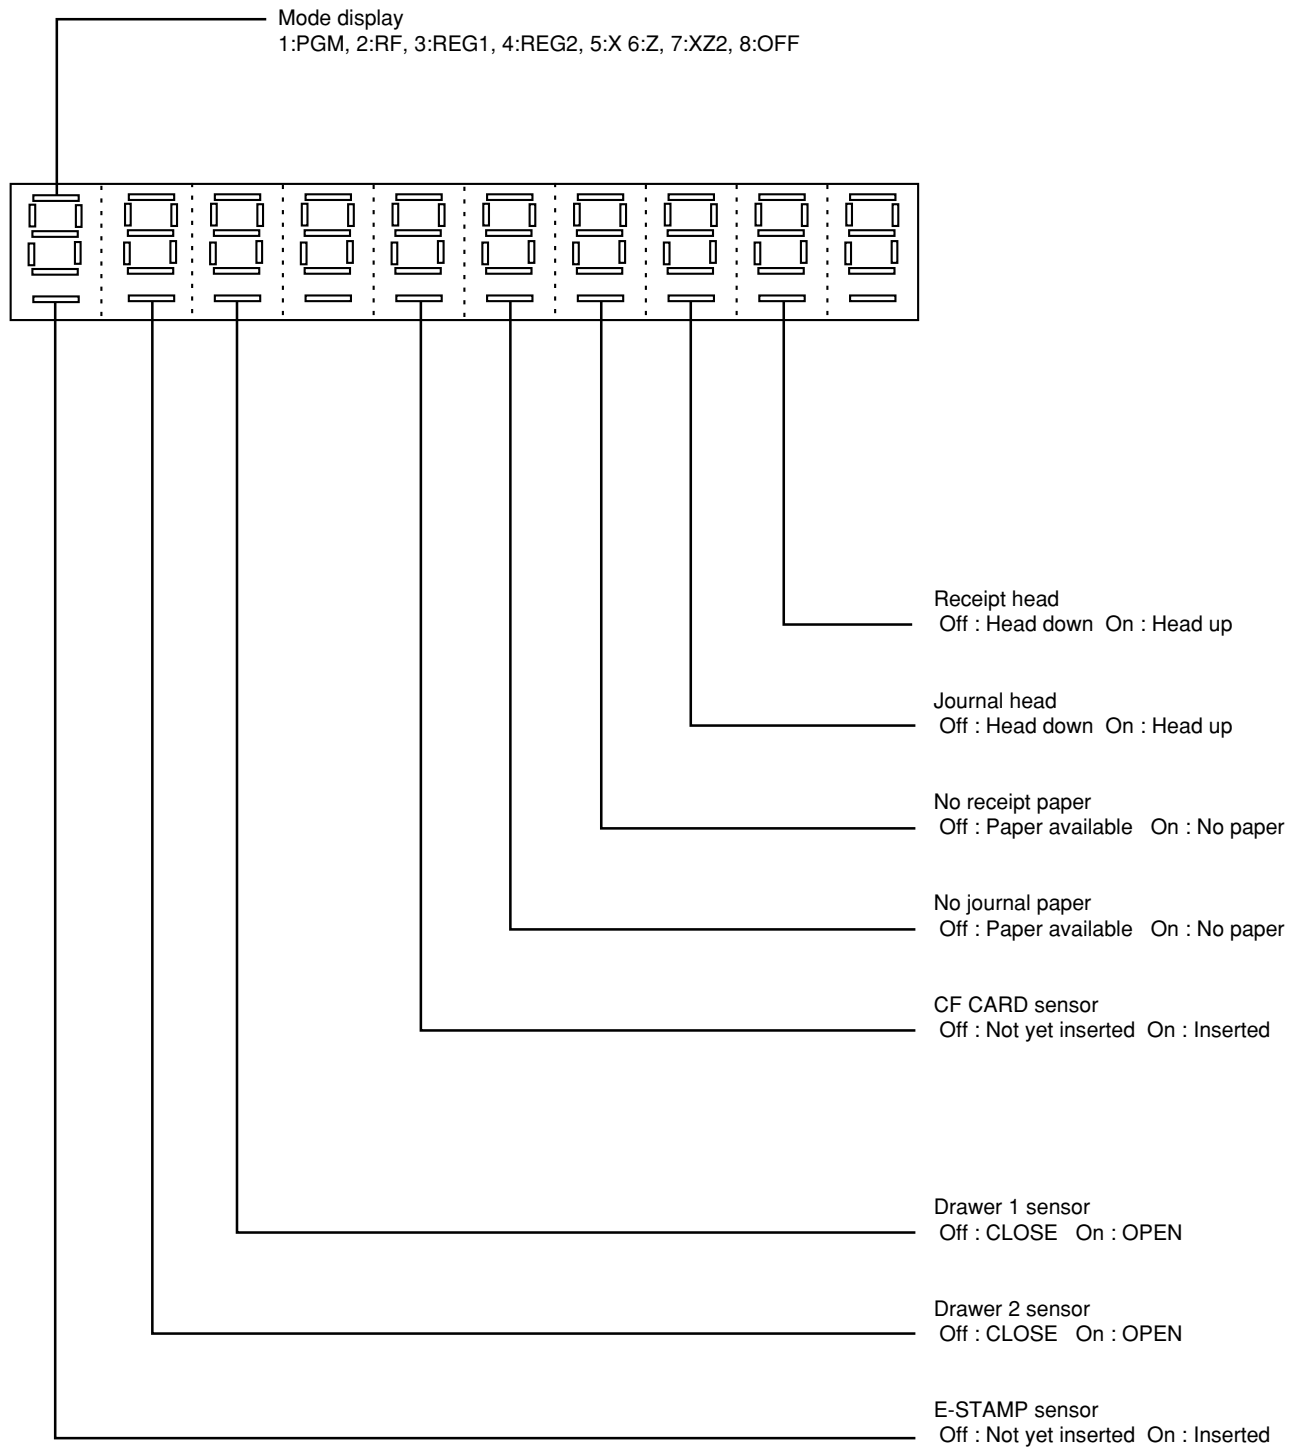 Mode display
1:PGM, 2:RF, 3:REG1, 4:REG2, 5:X 6:Z, 7:XZ2, 8:OFF
Receipt head
Off : Head down On : Head up
Journal head
Off : Head down On : Head up
No receipt paper
Off : Paper available On : No paper
No journal paper
Off : Paper available On : No paper
CF CARD sensor
Off : Not yet inserted On : Inserted
Drawer 1 sensor
Off : CLOSE On : OPEN
Drawer 2 sensor
Off : CLOSE On : OPEN
E-STAMP sensor
Off : Not yet inserted On : Inserted